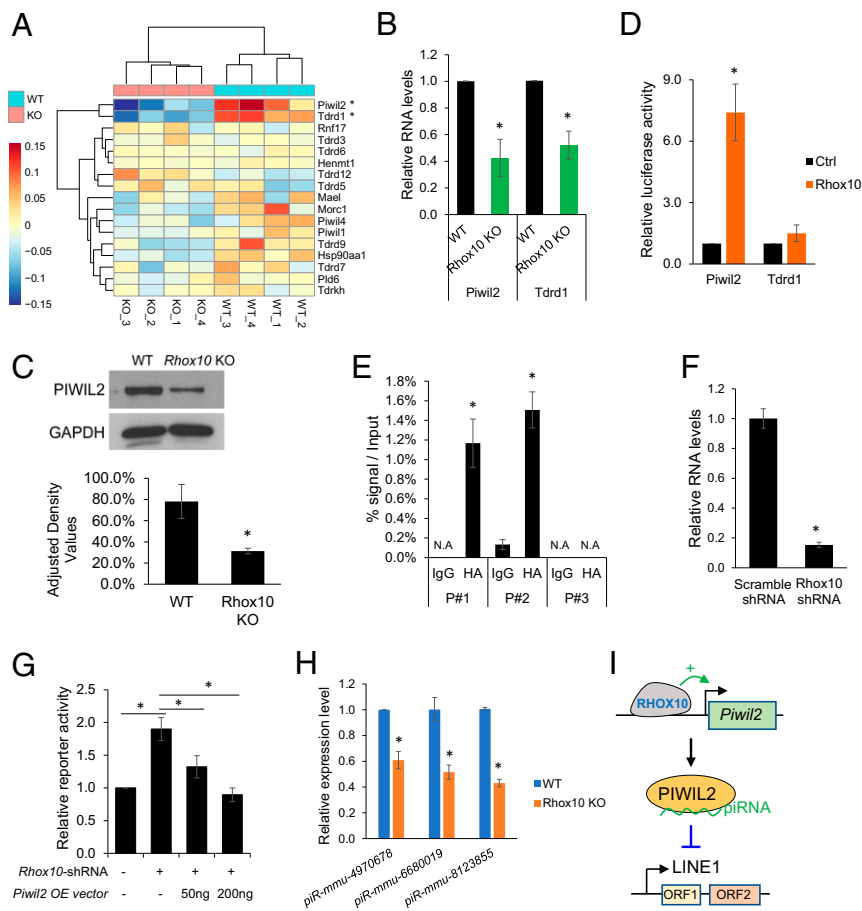 A
WT
KO
0.15
0.1
0.05
0
−0.05
−0.1
−0.15
Piwil2 *
Tdrd1 *
Rnf17
Tdrd3
Tdrd6
Henmt1
Tdrd12
Tdrd5
Mael
Morc1
Piwil4
Piwil1
Tdrd9
Hsp90aa1
Tdrd7
Pld6
Tdrkh
KO_3
KO_2
KO_1
KO_4
WT_3
WT_4
WT_1
WT_2
B
Relative RNA levels
1.2
1.0
0.8
0.6
0.4
0.2
0.0
*
*
WT
Rhox10 KO
WT
Rhox10 KO
Piwil2
Tdrd1
D
Relative luciferase activity
9.0
6.0
3.0
0.0
*
Ctrl
Rhox10
Piwil2
Tdrd1
C
WT Rhox10 KO
PIWIL2
GAPDH
Adjusted Density
Values
100.0%
80.0%
60.0%
40.0%
20.0%
0.0%
*
WT
Rhox10
KO
E
% signal / Input
1.8%
1.6%
1.4%
1.2%
1.0%
0.8%
0.6%
0.4%
0.2%
0.0%
*
*
N.A
N.A N.A
IgG HA IgG HA IgG HA
P#1 P#2 P#3
F
Relative RNA levels
1.2
1.0
0.8
0.6
0.4
0.2
0.0
*
Scramble
shRNA
Rhox10
shRNA
G
Relative reporter activity
2.5
2.0
1.5
1.0
0.5
0.0
*
*
*
Rhox10-shRNA - + + +
Piwil2 OE vector - - 50ng 200ng
H
Relative expression level
1.2
1.0
0.8
0.6
0.4
0.2
0.0
*
*
*
WT
Rhox10 KO
piR-mmu-4970678
piR-mmu-6680019
piR-mmu-8123855
I
+
RHOX10
Piwil2
PIWIL2
piRNA
LINE1
ORF1
ORF2